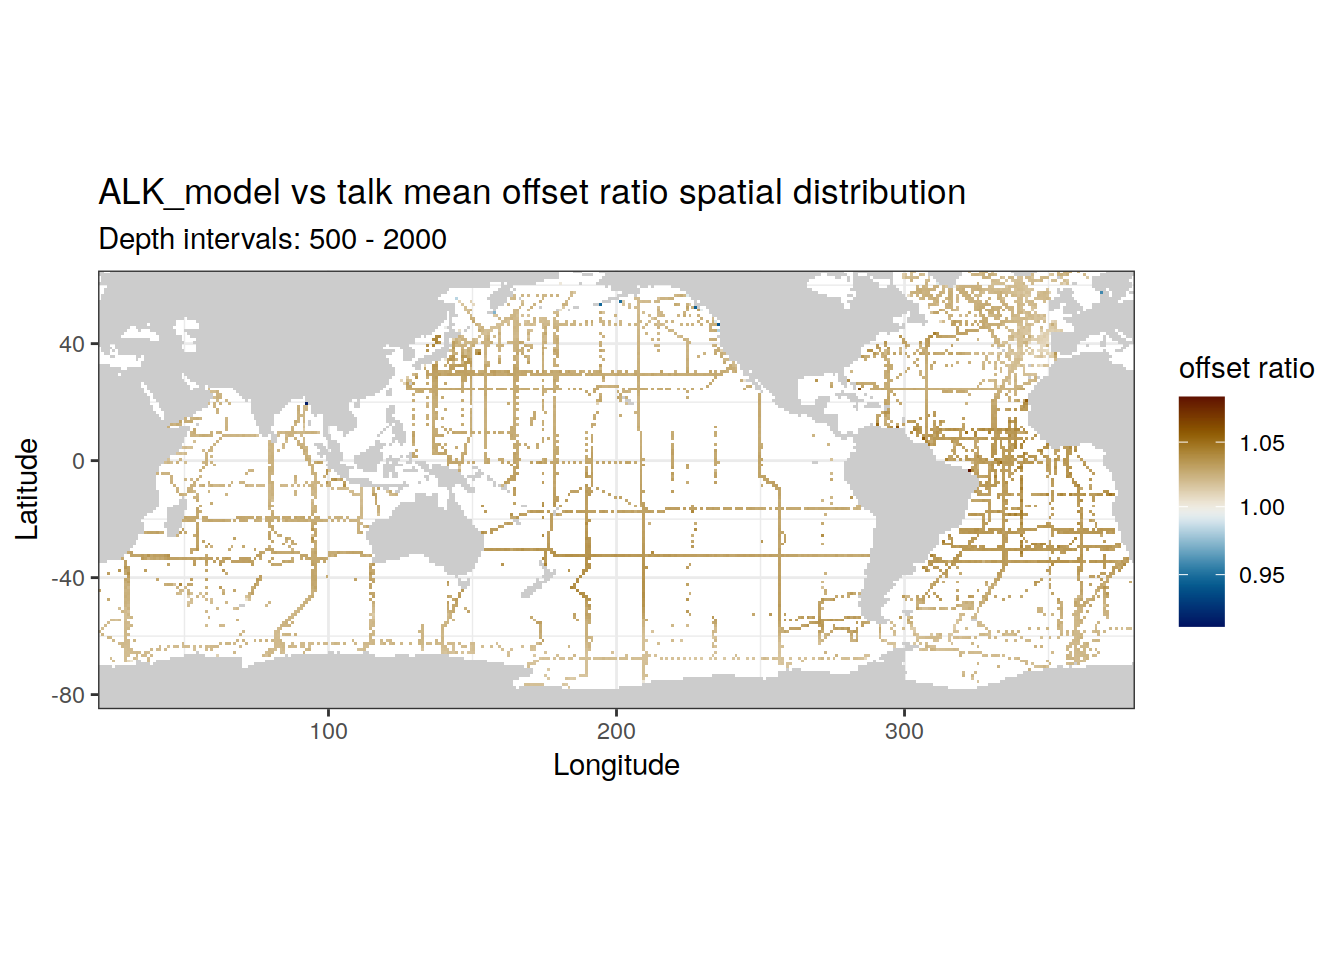 ALK_model vs talk mean offset ratio spatial distribution
Depth intervals: 500 - 2000
40
0
-40
-80
Latitude
100
200
300
Longitude
offset ratio
1.05
1.00
0.95